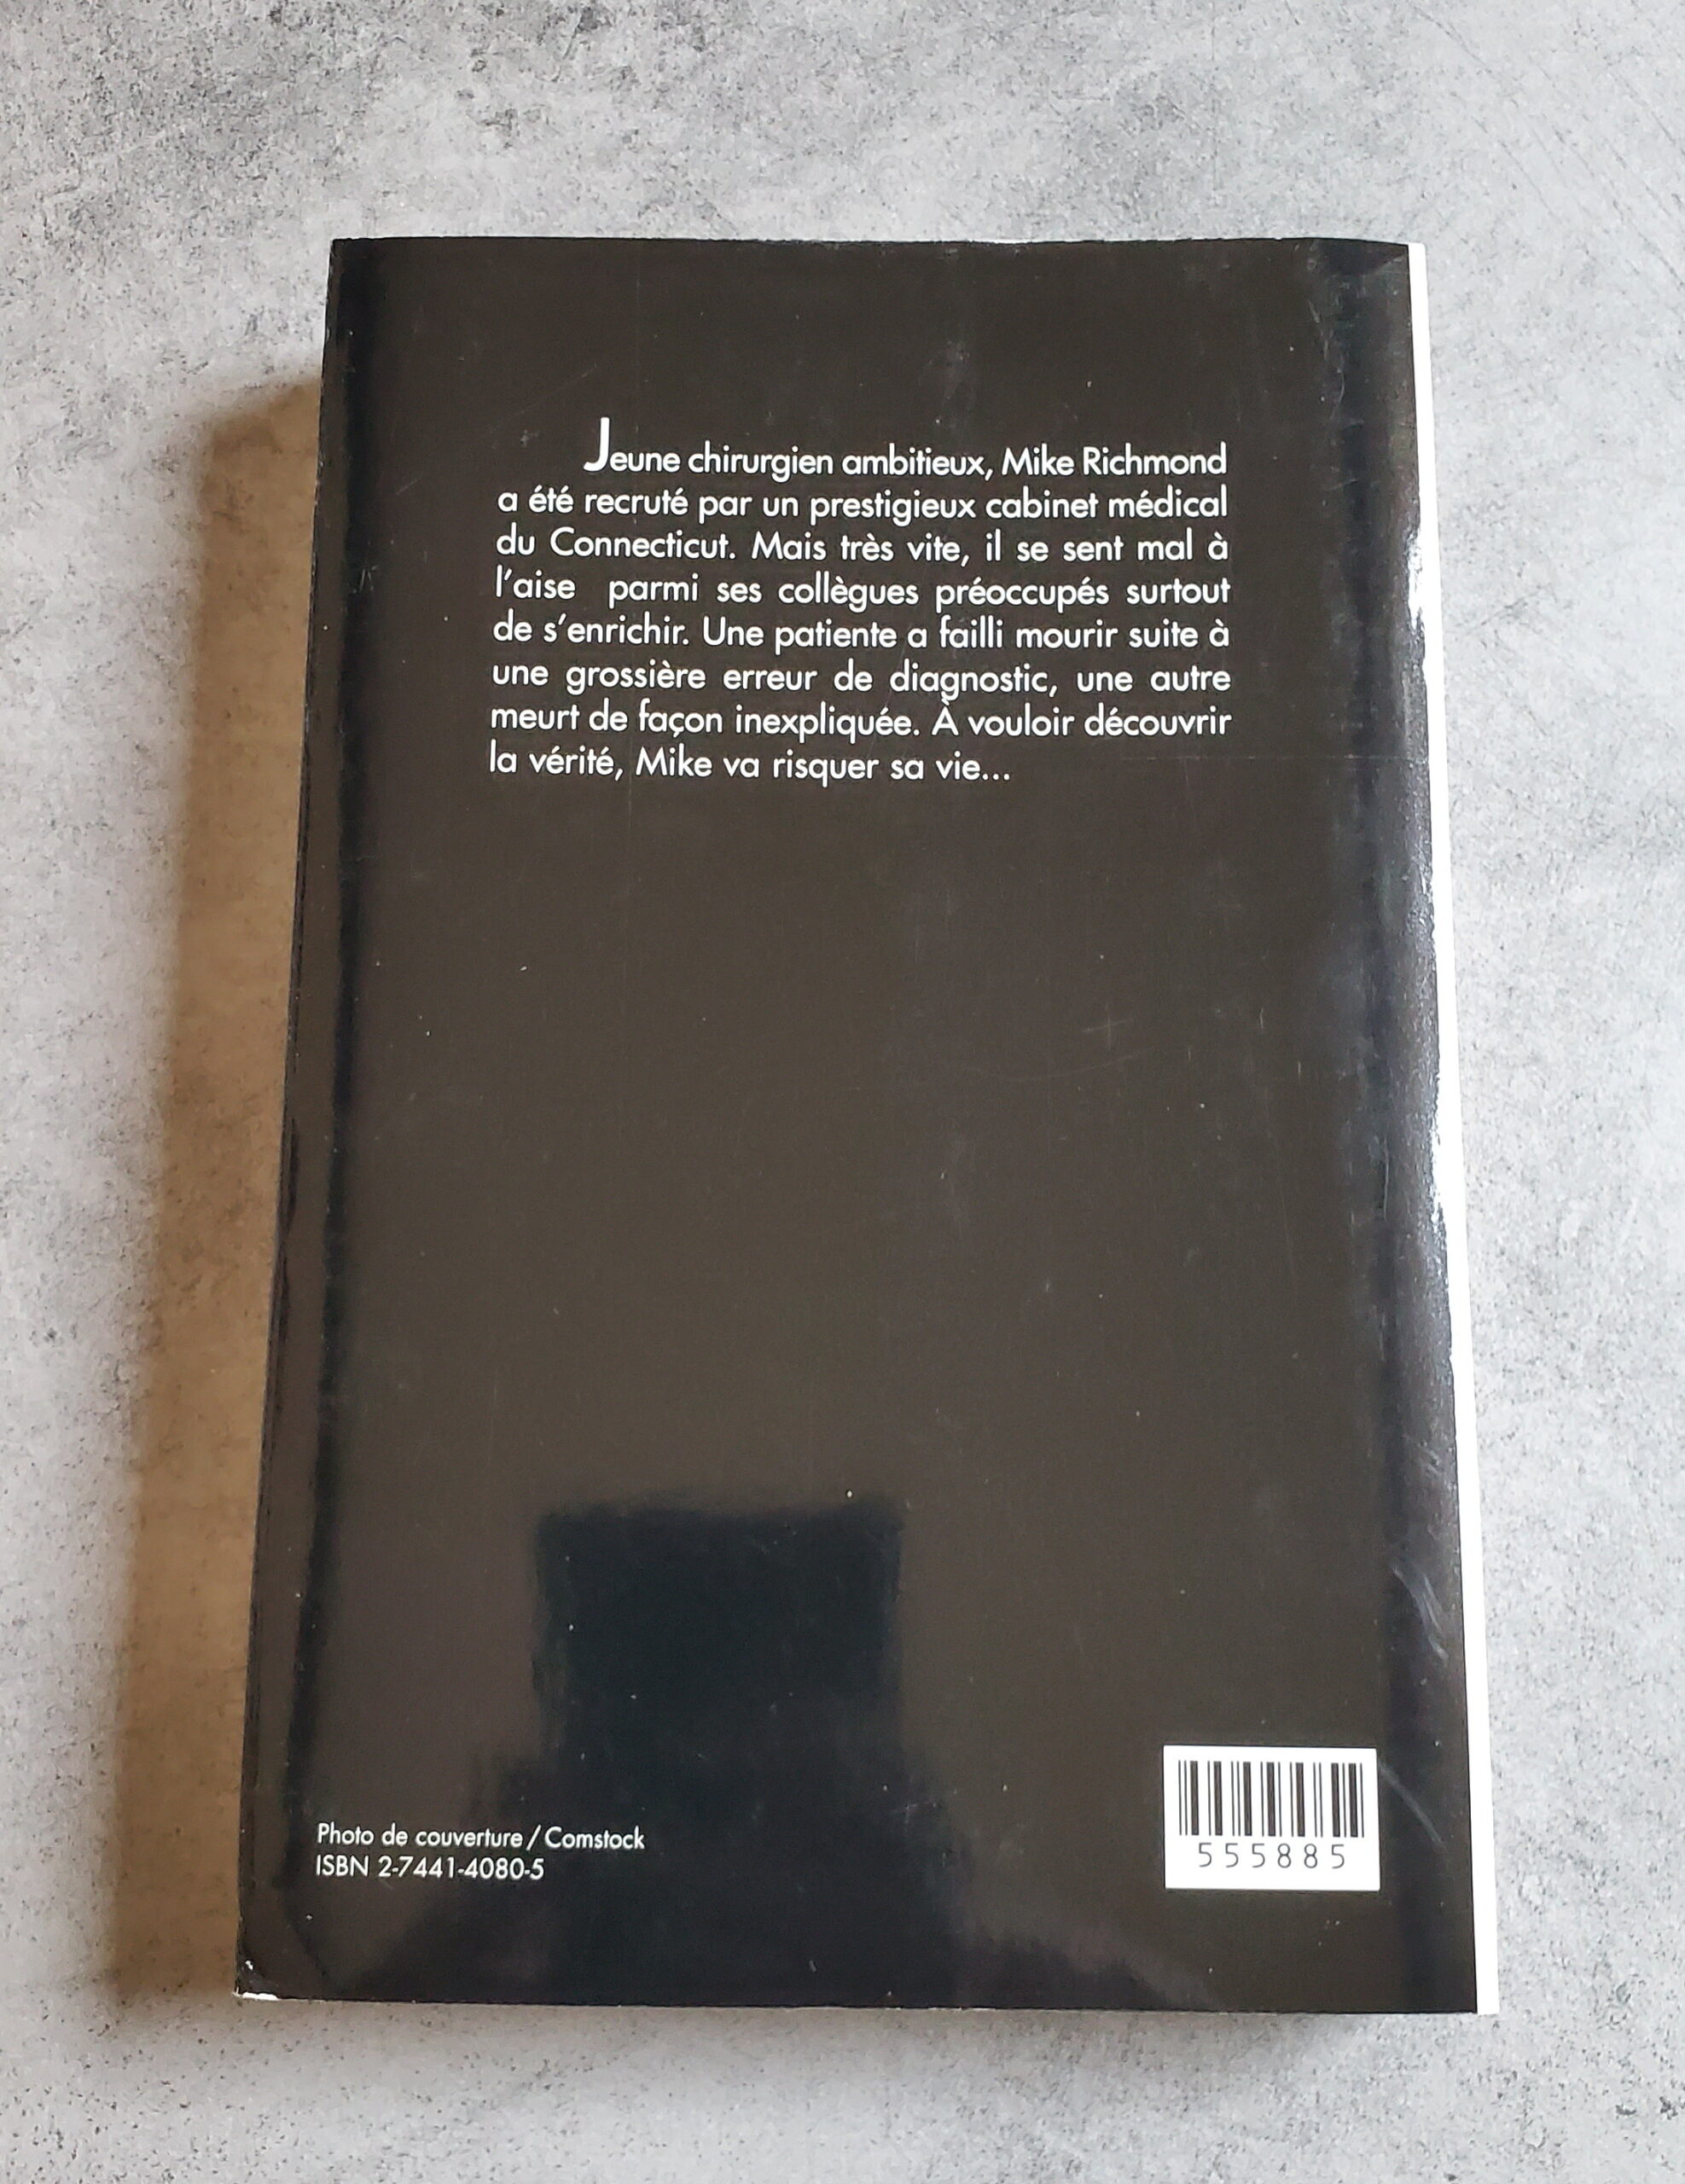 Jeune chirurgien ambitieux, Mike Richmond
a été recruté par un prestigieux cabinet médical
du Connecticut. Mais très vite, il se sent mal à
l'aise parmi ses collègues préoccupés surtout
de s'enrichir. Une patiente a failli mourir suite à
une grossière erreur de diagnostic, une autre
meurt de façon inexpliquée. À vouloir découvrir
la vérité, Mike va risquer sa vie...
Photo de couverture / Comstock
ISBN 2-7441-4080-5
555885